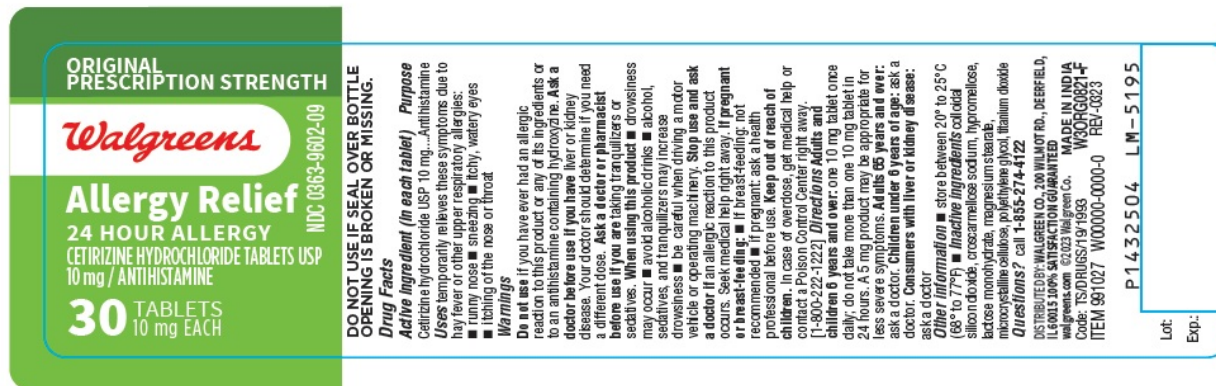 ORIGINAL
PRESCRIPTION STRENGTH
Walgreens
Allergy Relief
24 HOUR ALLERGY
CETIRIZINE HYDROCHLORIDE TABLETS USP
10 mg / ANTIHISTAMINE
30 TABLETS
10 mg EACH
NDC 0363-9602-09
DO NOT USE IF SEAL OVER BOTTLE
OPENING IS BROKEN OR MISSING.
Drug Facts
Active ingredient (in each tablet) Purpose
Cetirizine hydrochloride USP 10 mg....Antihistamine
Uses temporarily relieves these symptoms due to
hay fever or other upper respiratory allergies:
■ runny nose ■ sneezing ■ itchy, watery eyes
■ itching of the nose or throat
Warnings
Do not use if you have ever had an allergic
reaction to this product or any of its ingredients or
to an antihistamine containing hydroxyzine. Ask a
doctor before use if you have liver or kidney
disease. Your doctor should determine if you need
a different dose. Ask a doctor or pharmacist
before use if you are taking tranquilizers or
sedatives. When using this product ■ drowsiness
may occur ■ avoid alcoholic drinks ■ alcohol,
sedatives, and tranquilizers may increase
drowsiness ■ be careful when driving a motor
vehicle or operating machinery. Stop use and ask
a doctor if an allergic reaction to this product
occurs. Seek medical help right away. If pregnant
or breast-feeding: ■ If breast-feeding: not
recommended ■ if pregnant: ask a health
professional before use. Keep out of reach of
children. In case of overdose, get medical help or
contact a Poison Control Center right away.
[1-800-222-1222] Directions Adults and
children 6 years and over: one 10 mg tablet once
daily; do not take more than one 10 mg tablet in
24 hours. A 5 mg product may be appropriate for
less severe symptoms. Adults 65 years and over:
ask a doctor. Children under 6 years of age: ask a
doctor. Consumers with liver or kidney disease:
ask a doctor
Other information ■ store between 20° to 25°C
(68° to 77°F) ■ Inactive ingredients colloidal
silicon dioxide, croscarmellose sodium, hypromellose,
lactose monohydrate, magnesium stearate,
microcrystalline cellulose, polyethylene glycol, titanium dioxide
Questions? call 1-855-274-4122
DISTRIBUTED BY: WALGREEN CO., 200 WILMOT RD., DEERFIELD,
IL 60015 100% SATISFACTION GUARANTEED
walgreens.com ©2023 Walgreen Co. MADE IN INDIA
Code: TS/DRUGS/19/1993 W3ORG0821-F
ITEM 991027 W00000-0000-0 REV-0323
P1432504 LM-5195
Lot:
Exp.: